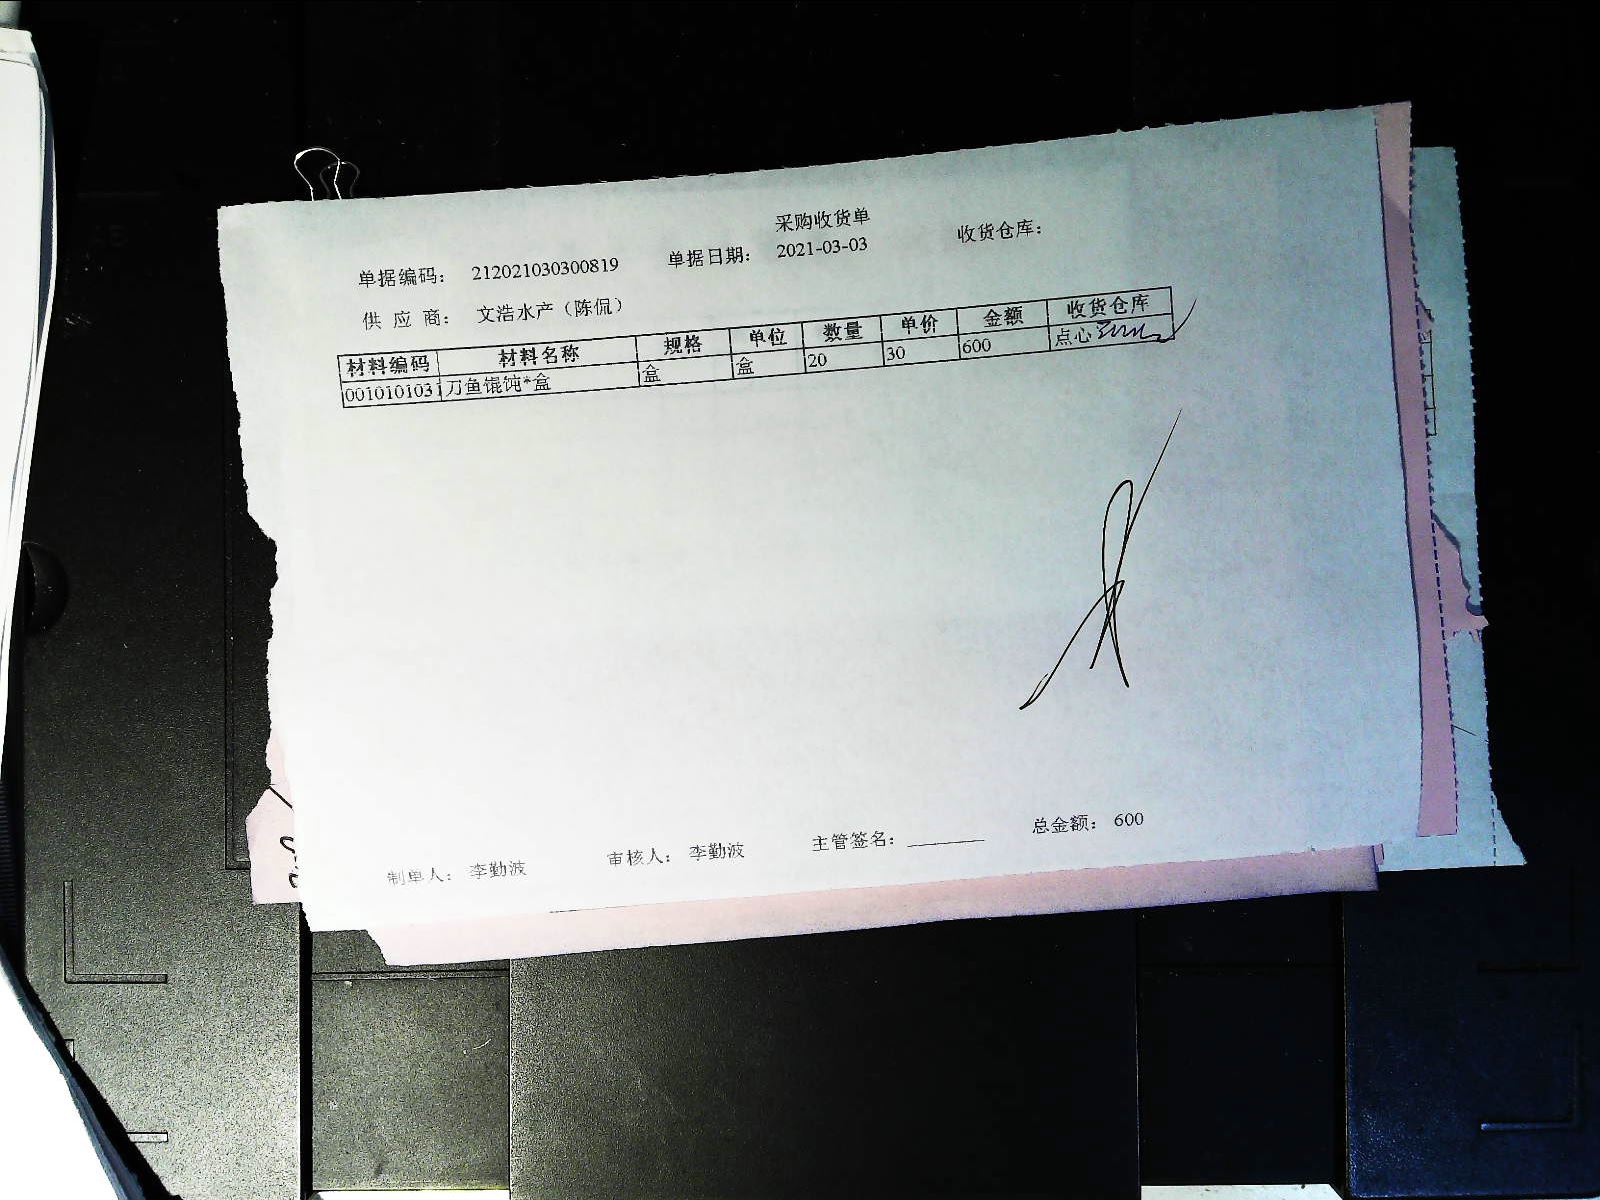 采购收货单
单据编码: 212021030300819 单据日期: 2021-03-03 收货仓库:
供 应 商: 文浩水产（陈侃）
材料编码 材料名称 规格 单位 数量 单价 金额 收货仓库
0010101031 刀鱼馄饨*盒 盒 盒 20 30 600 点心
制单人: 李勤波 审核人: 李勤波 主管签名: 总金额: 600